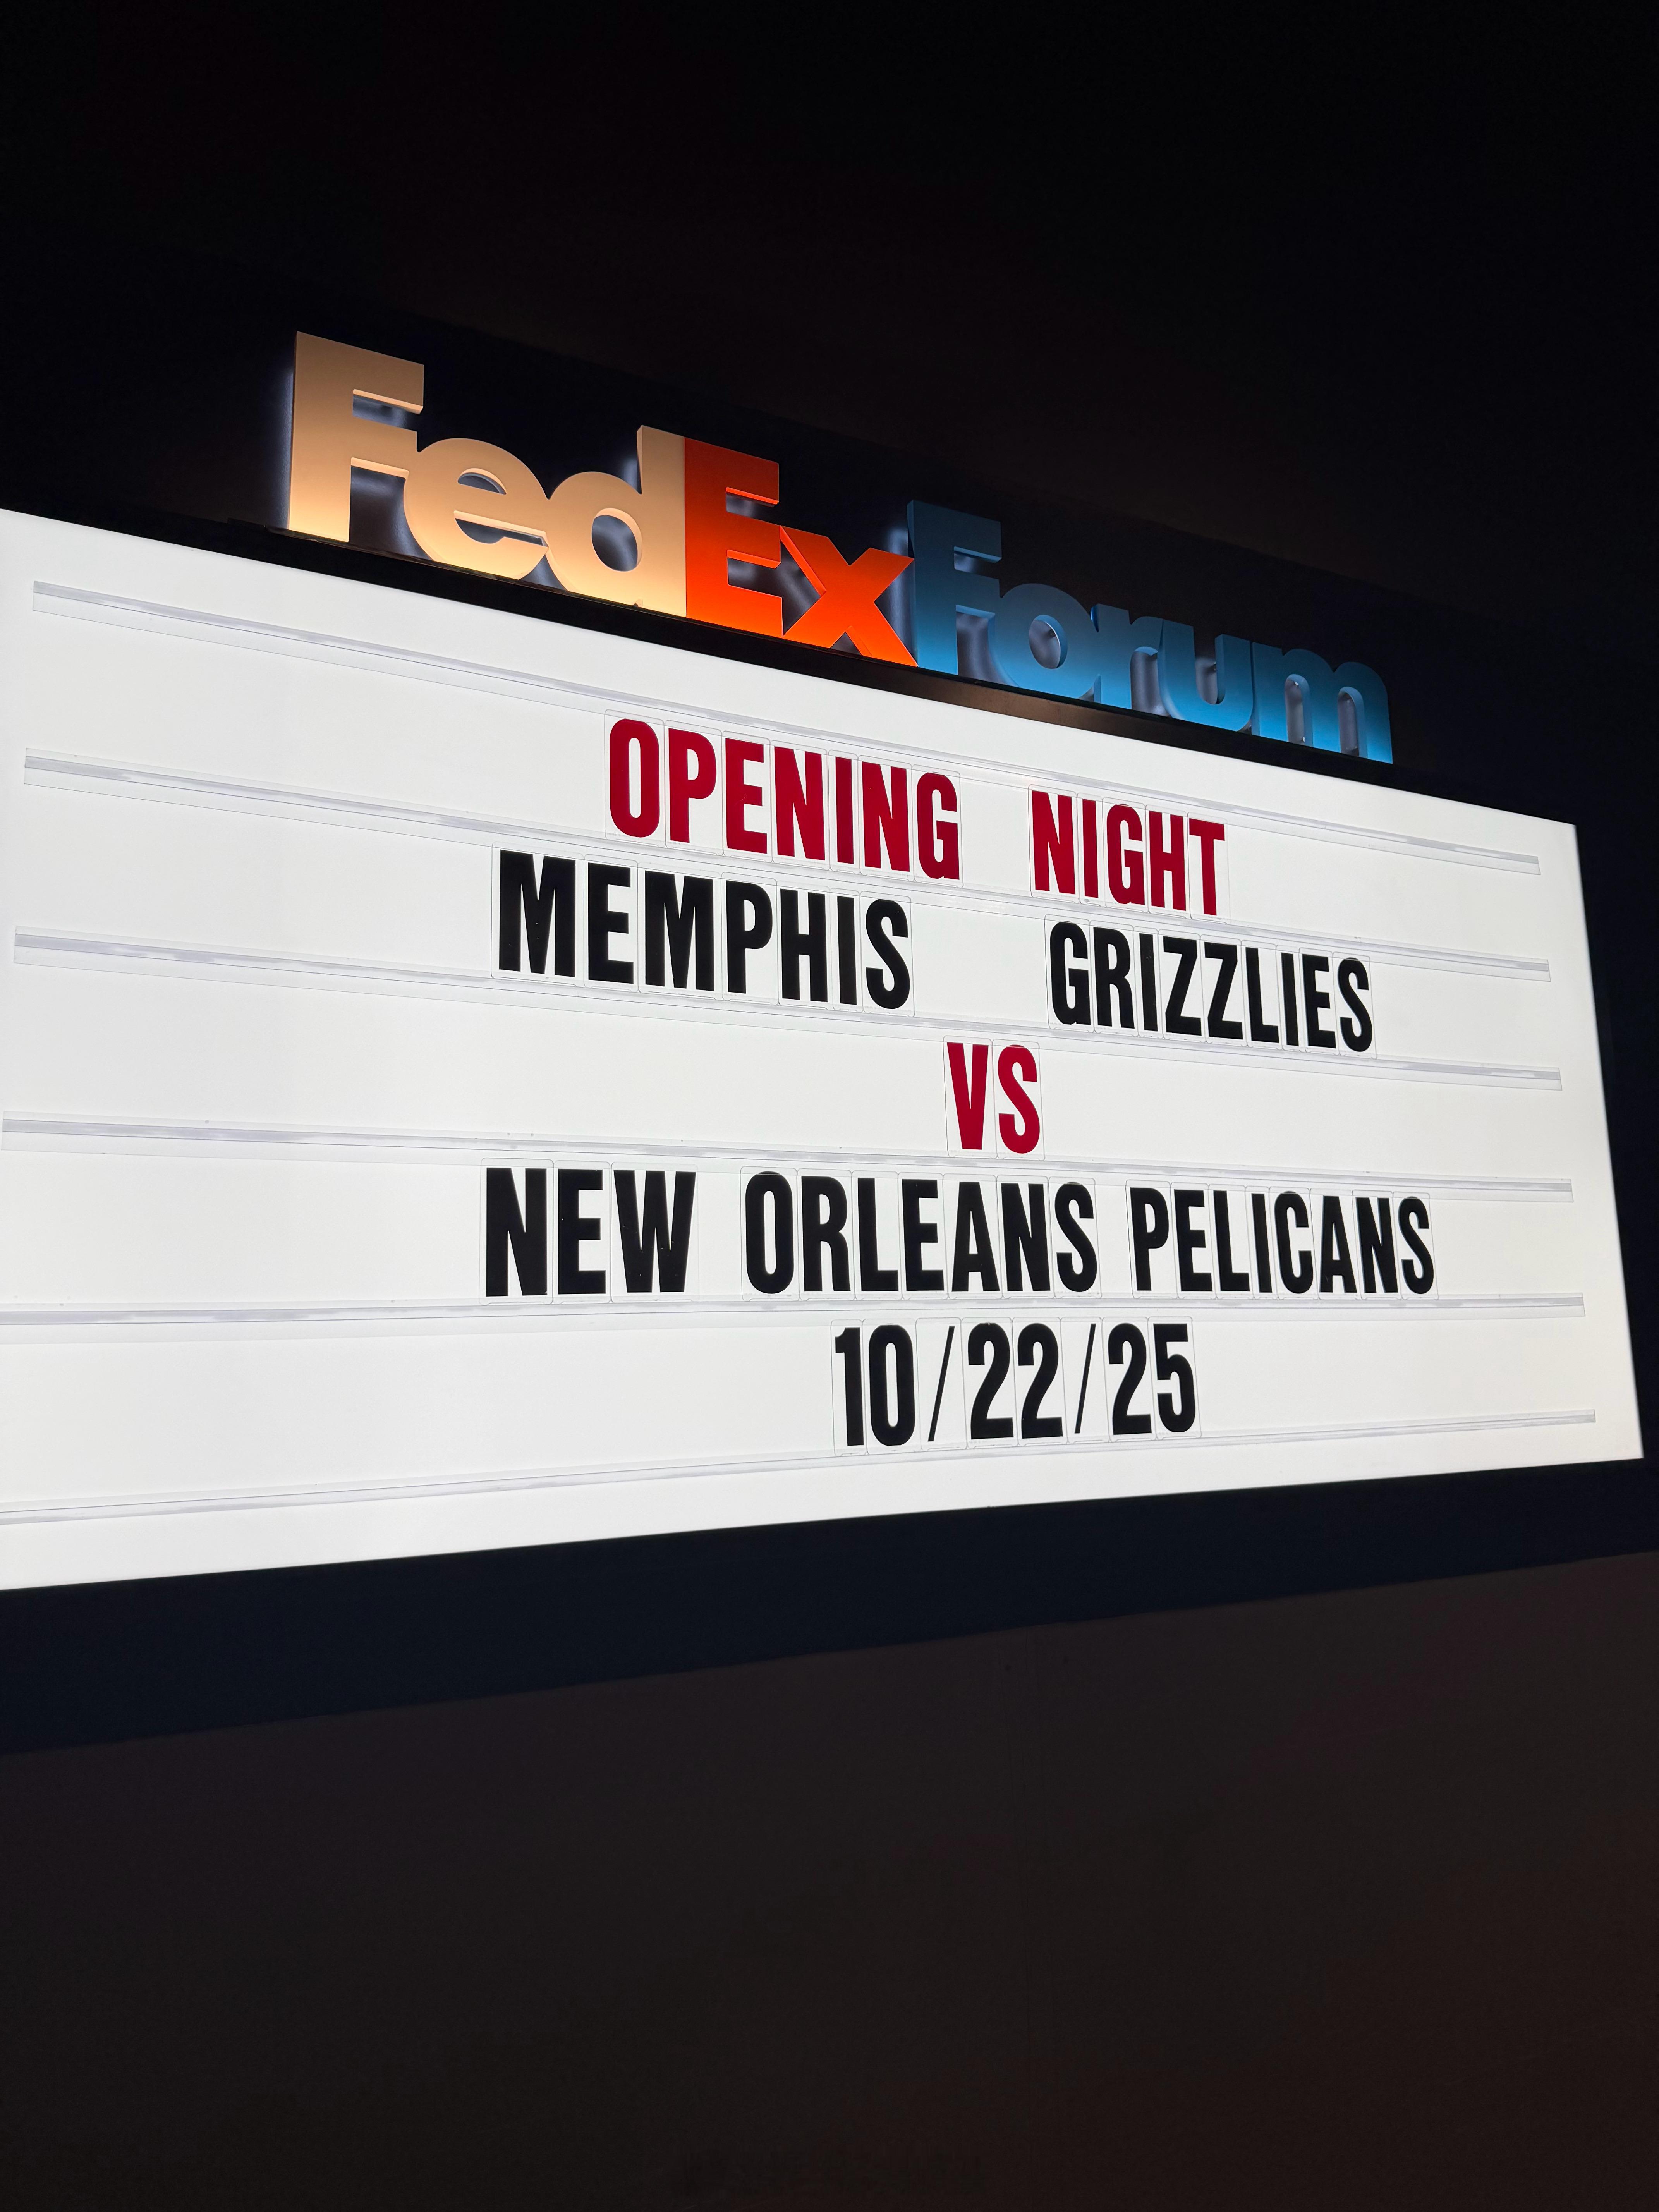 FedExForum
OPENING NIGHT
MEMPHIS GRIZZLIES
VS
NEW ORLEANS PELICANS
10/22/25